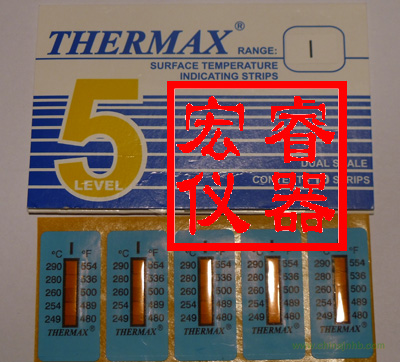 THERMAX®
RANGE: I
SURFACE TEMPERATURE
INDICATING STRIPS
5
LEVEL
宏睿
仪器
DUAL SCALE
STRIPS
I I I I I
°C °F °C °F °C °F °C °F °C °F
290 554 290 554 290 554 290 554 290 554
280 536 280 536 280 536 280 536 280 536
260 500 260 500 260 500 260 500 260 500
254 489 254 489 254 489 254 489 254 489
249 480 249 480 249 480 249 480 249 480
THERMAX® THERMAX® THERMAX® THERMAX® THERMAX®